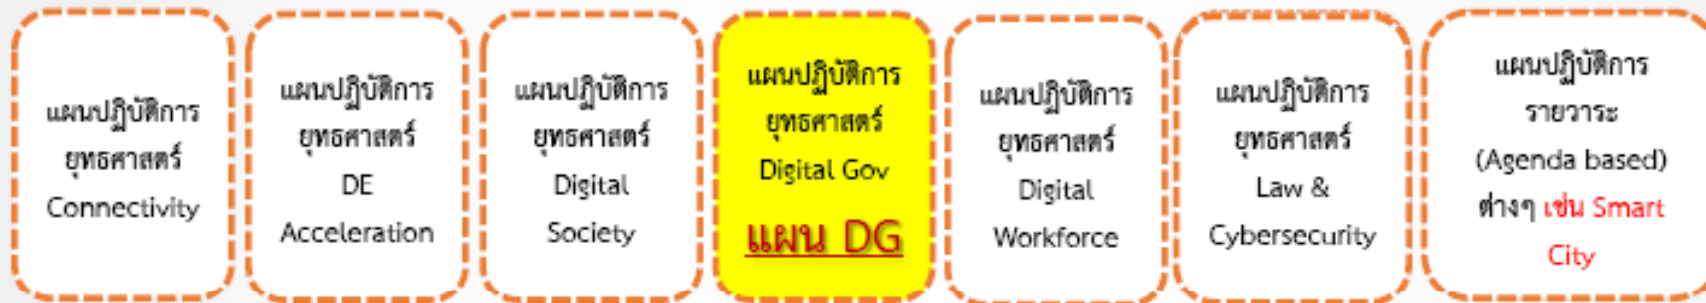 แผนปฏิบัติการ
ยุทธศาสตร์
Connectivity
แผนปฏิบัติการ
ยุทธศาสตร์
DE
Acceleration
แผนปฏิบัติการ
ยุทธศาสตร์
Digital
Society
แผนปฏิบัติการ
ยุทธศาสตร์
Digital Gov
แผน DG
แผนปฏิบัติการ
ยุทธศาสตร์
Digital
Workforce
แผนปฏิบัติการ
ยุทธศาสตร์
Law &
Cybersecurity
แผนปฏิบัติการ
รายวาระ
(Agenda based)
ต่างๆ เช่น Smart
City